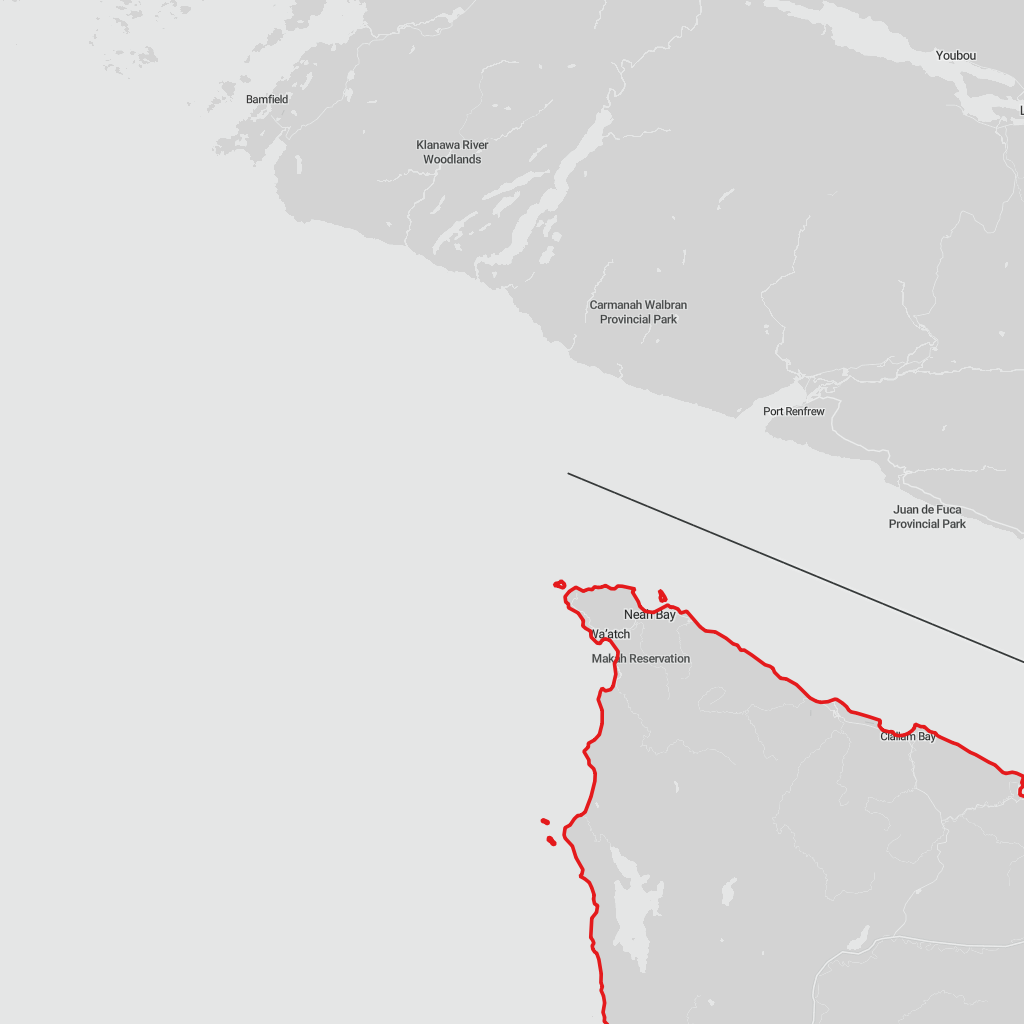 Youbou
Bamfield
L
Klanawa River
Woodlands
Carmanah Walbran
Provincial Park
Port Renfrew
Juan de Fuca
Provincial Park
Neah Bay
Wa'atch
Makah Reservation
Clallam Bay